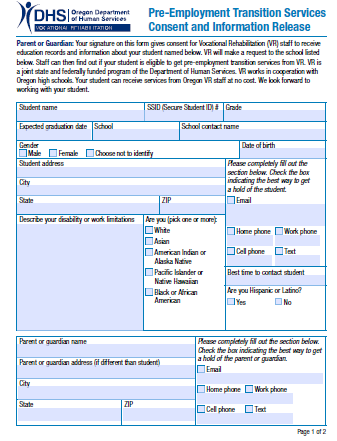 DHS Oregon Department of Human Services
VOCATIONAL REHABILITATION
Pre-Employment Transition Services
Consent and Information Release
Parent or Guardian: Your signature on this form gives consent for Vocational Rehabilitation (VR) staff to receive
education records and information about your student named below. VR will make a request to the school listed
below. Staff can then find out if your student is eligible to get pre-employment transition services from VR. VR is
a joint state and federally funded program of the Department of Human Services. VR works in cooperation with
Oregon high schools. Your student can receive services from Oregon VR staff at no cost. We look forward to
working with your student.
Student name SSID (Secure Student ID) # Grade
Expected graduation date School School contact name
Gender Date of birth
Male Female Choose not to identify
Student address
City
State ZIP
Please completely fill out the
section below. Check the box
indicating the best way to get
a hold of the student.
Email
Home phone Work phone
Cell phone Text
Best time to contact student
Are you Hispanic or Latino?
Yes No
Describe your disability or work limitations
Are you (pick one or more):
White
Asian
American Indian or
Alaska Native
Pacific Islander or
Native Hawaiian
Black or African
American
Parent or guardian name
Parent or guardian address (if different than student)
City
State ZIP
Please completely fill out the section below.
Check the box indicating the best way to get
a hold of the parent or guardian.
Email
Home phone Work phone
Cell phone Text
Page 1 of 2